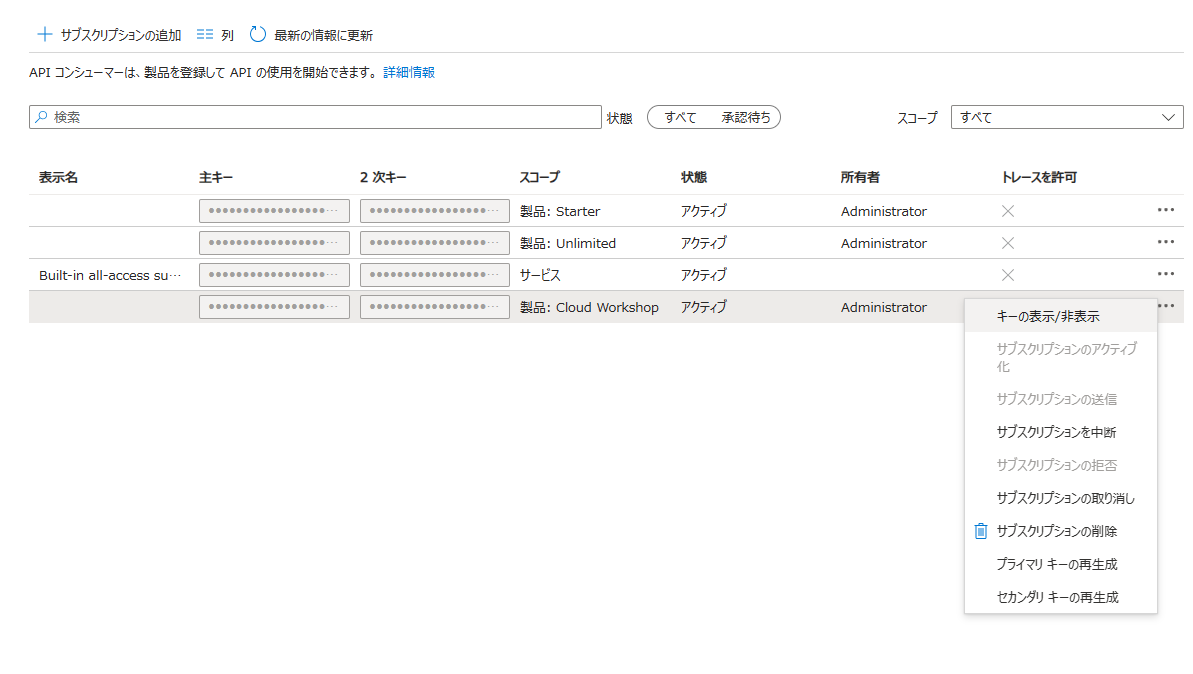 サブスクリプションの追加 列 最新の情報に更新
API コンシューマーは、製品を登録して API の使用を開始できます。 詳細情報
検索 状態 すべて 承認待ち スコープ すべて
表示名 主キー 2 次キー スコープ 状態 所有者 トレースを許可
•••••••••••••••••··· •••••••••••••••••··· 製品: Starter アクティブ Administrator ···
•••••••••••••••••··· •••••••••••••••••··· 製品: Unlimited アクティブ Administrator ···
Built-in all-access su··· •••••••••••••••••··· •••••••••••••••••··· サービス アクティブ ···
•••••••••••••••••··· •••••••••••••••••··· 製品: Cloud Workshop アクティブ Administrator ···
キーの表示/非表示
サブスクリプションのアクティブ
化
サブスクリプションの送信
サブスクリプションを中断
サブスクリプションの拒否
サブスクリプションの取り消し
サブスクリプションの削除
プライマリ キーの再生成
セカンダリ キーの再生成